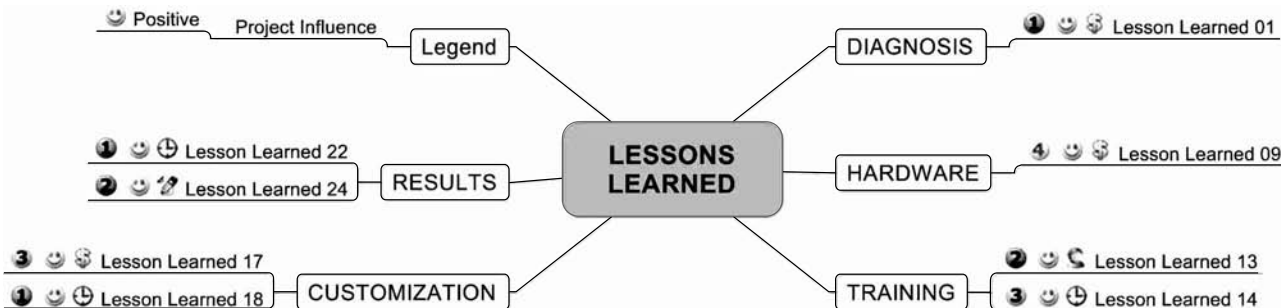 Positive
Project Influence
Legend
DIAGNOSIS
1 Lesson Learned 01
1 Lesson Learned 22
2 Lesson Learned 24
RESULTS
LESSONS
LEARNED
HARDWARE
4 Lesson Learned 09
3 Lesson Learned 17
1 Lesson Learned 18
CUSTOMIZATION
TRAINING
2 Lesson Learned 13
3 Lesson Learned 14